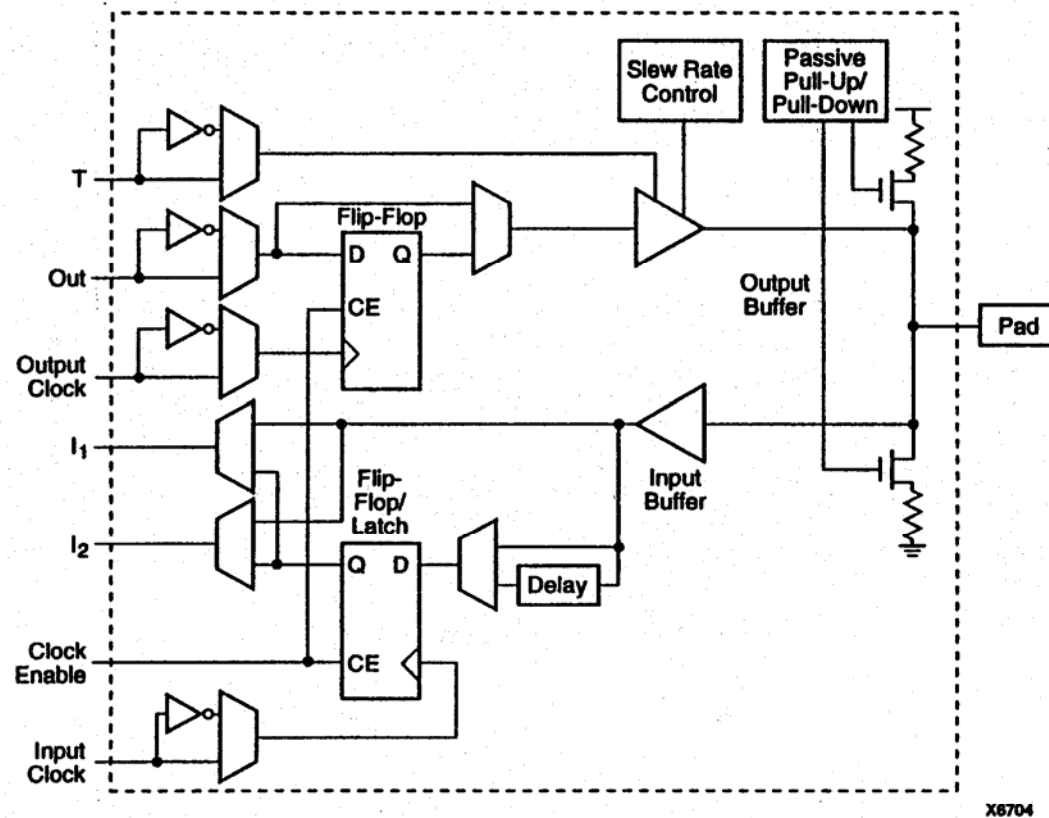 Slew Rate
Control
Passive
Pull-Up/
Pull-Down
T
Flip-Flop
D Q
Out
CE
Output
Buffer
Pad
Output
Clock
I1
Input
Buffer
Flip-
Flop/
Latch
I2
Q D
Delay
Clock
Enable
CE
Input
Clock
X6704